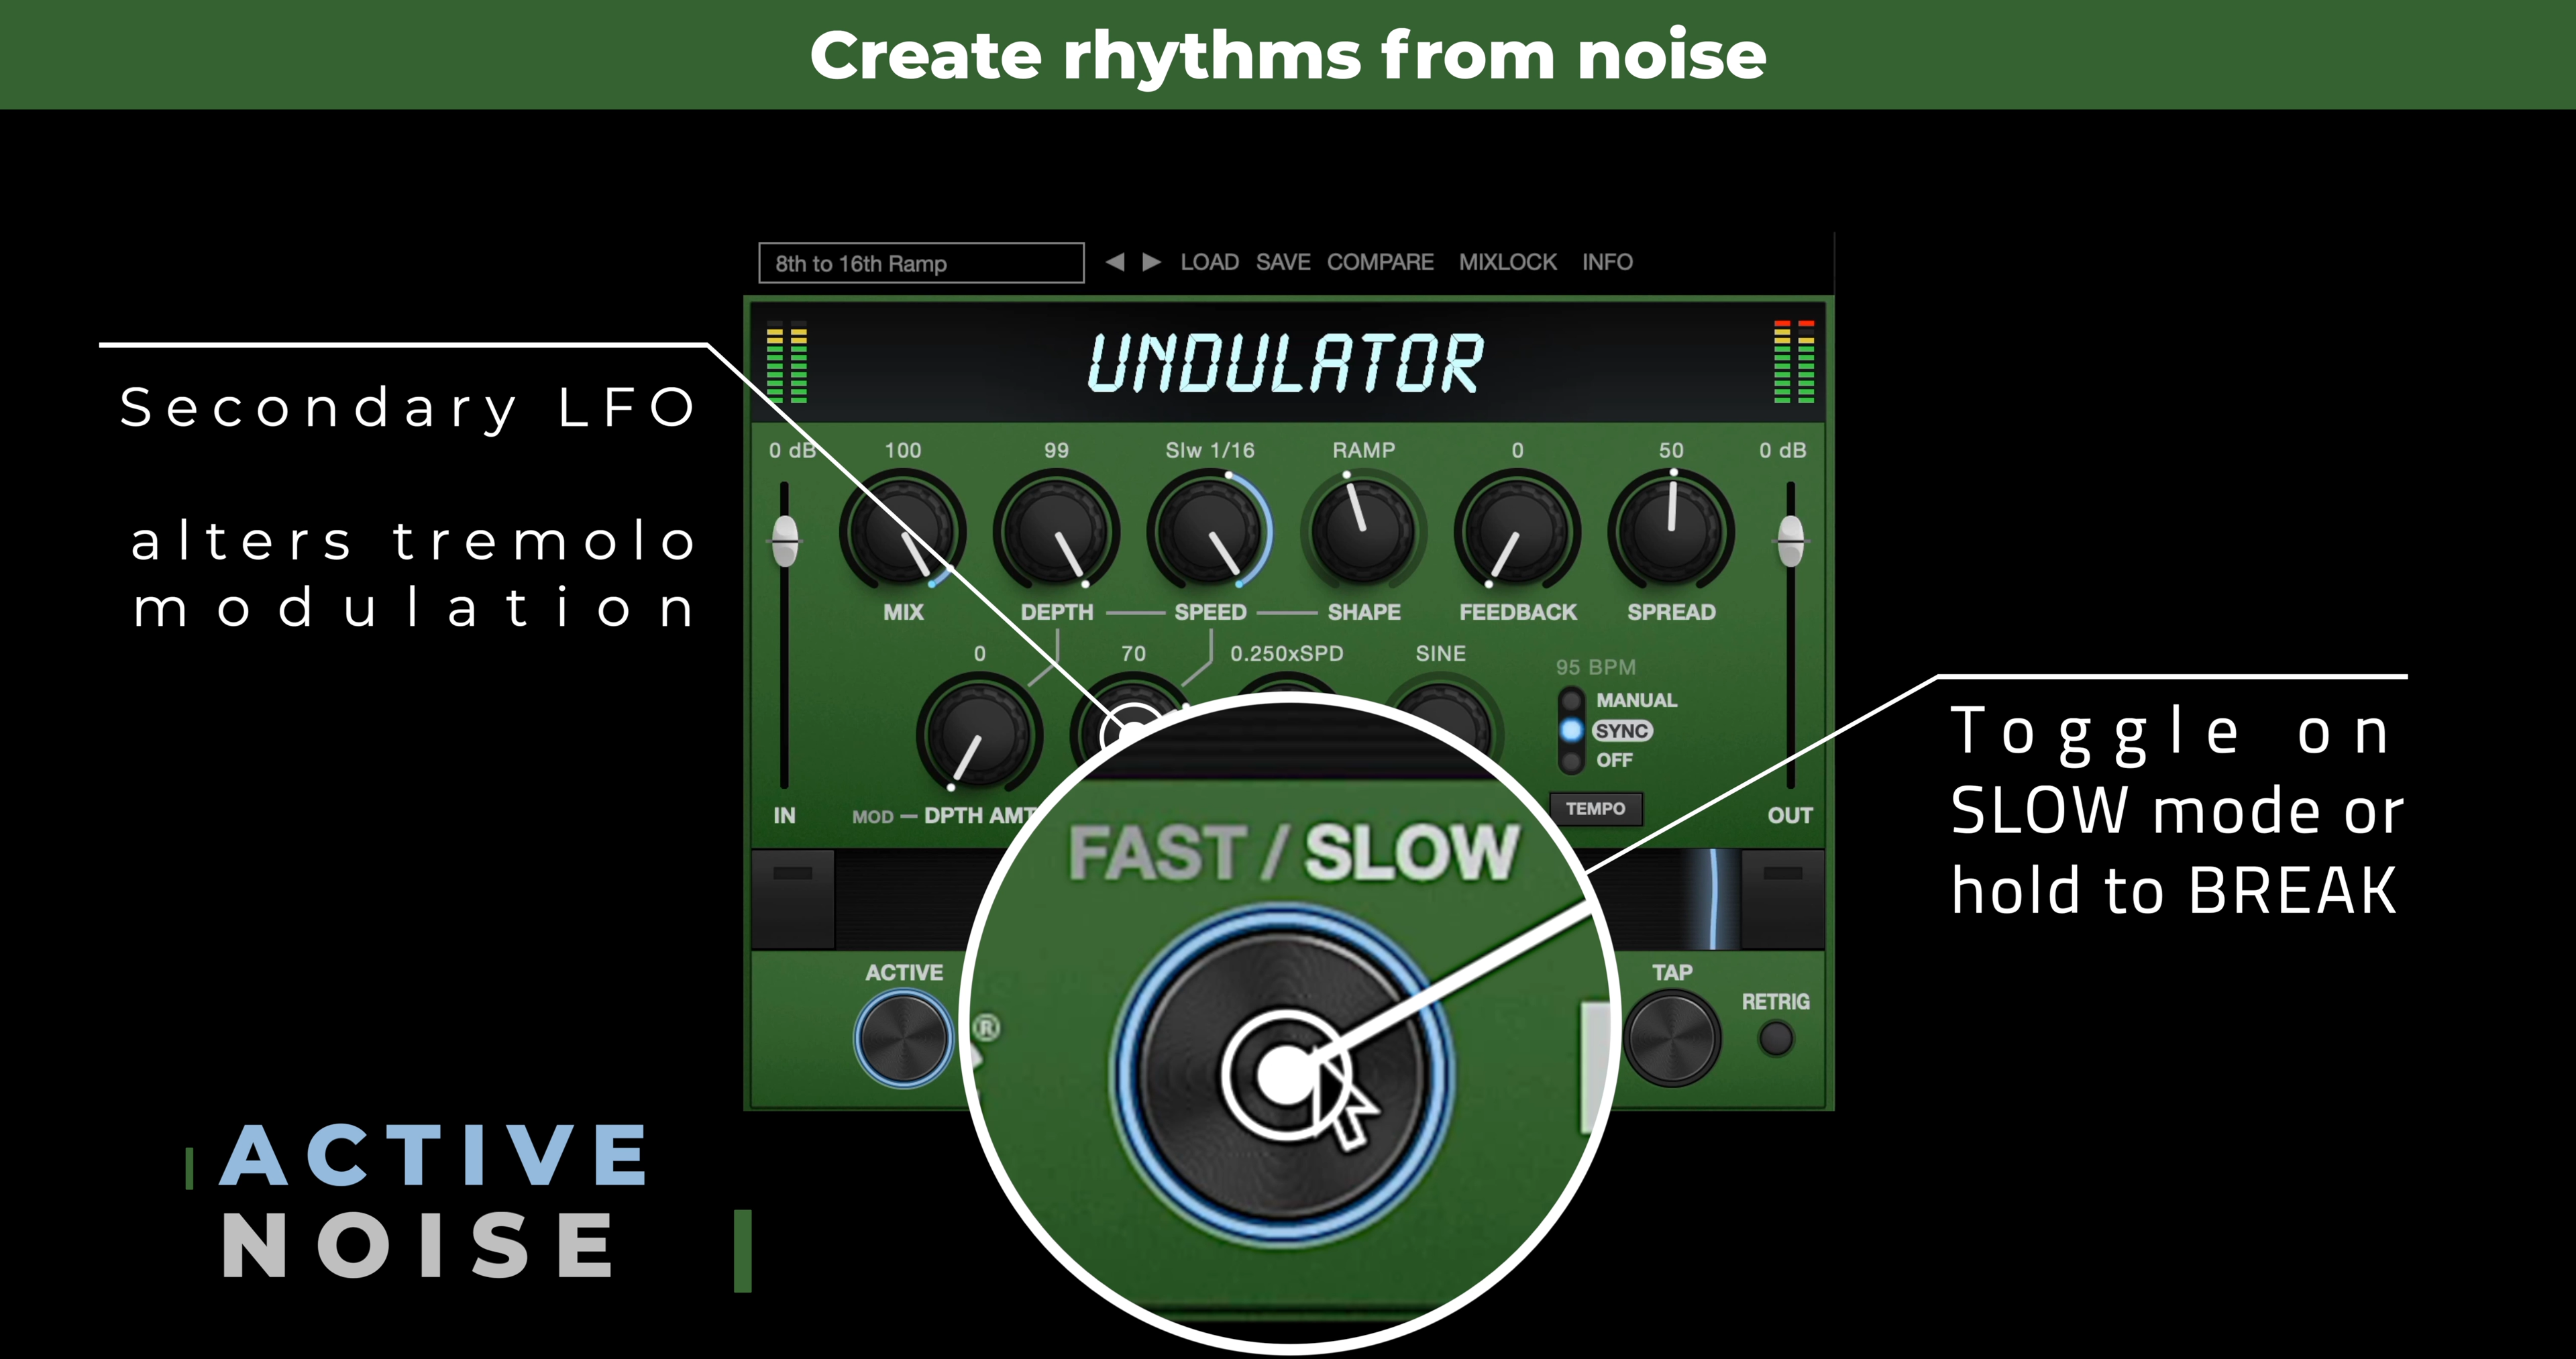 Create rhythms from noise
8th to 16th Ramp
LOAD SAVE COMPARE MIXLOCK INFO
UNDULATOR
Secondary LFO
alters tremolo
modulation
0 dB 100 99 Slw 1/16 RAMP 0 50 0 dB
MIX DEPTH SPEED SHAPE FEEDBACK SPREAD
0 70 0.250xSPD SINE
95 BPM
MANUAL
SYNC
OFF
TEMPO
IN MOD DPTH AMT OUT
Toggle on
SLOW mode or
hold to BREAK
FAST / SLOW
ACTIVE
TAP
RETRIG
®
ACTIVE
NOISE